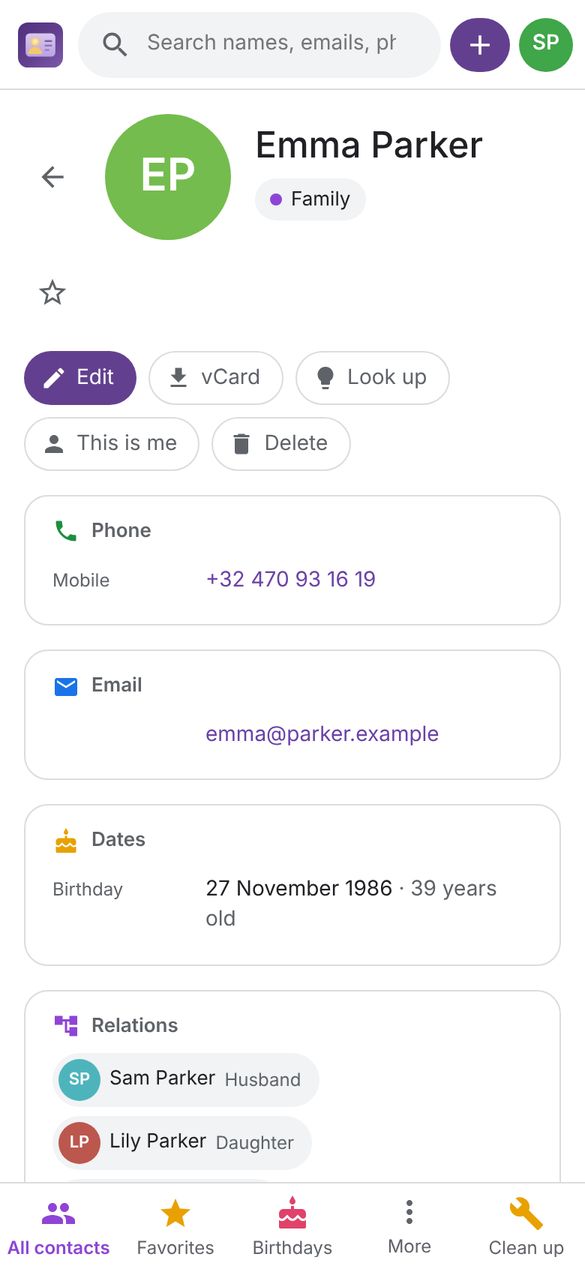 Search names, emails, ph
SP
EP
Emma Parker
Family
Edit
vCard
Look up
This is me
Delete
Phone
Mobile
+32 470 93 16 19
Email
emma@parker.example
Dates
Birthday
27 November 1986 · 39 years
old
Relations
SP Sam Parker Husband
LP Lily Parker Daughter
All contacts
Favorites
Birthdays
More
Clean up